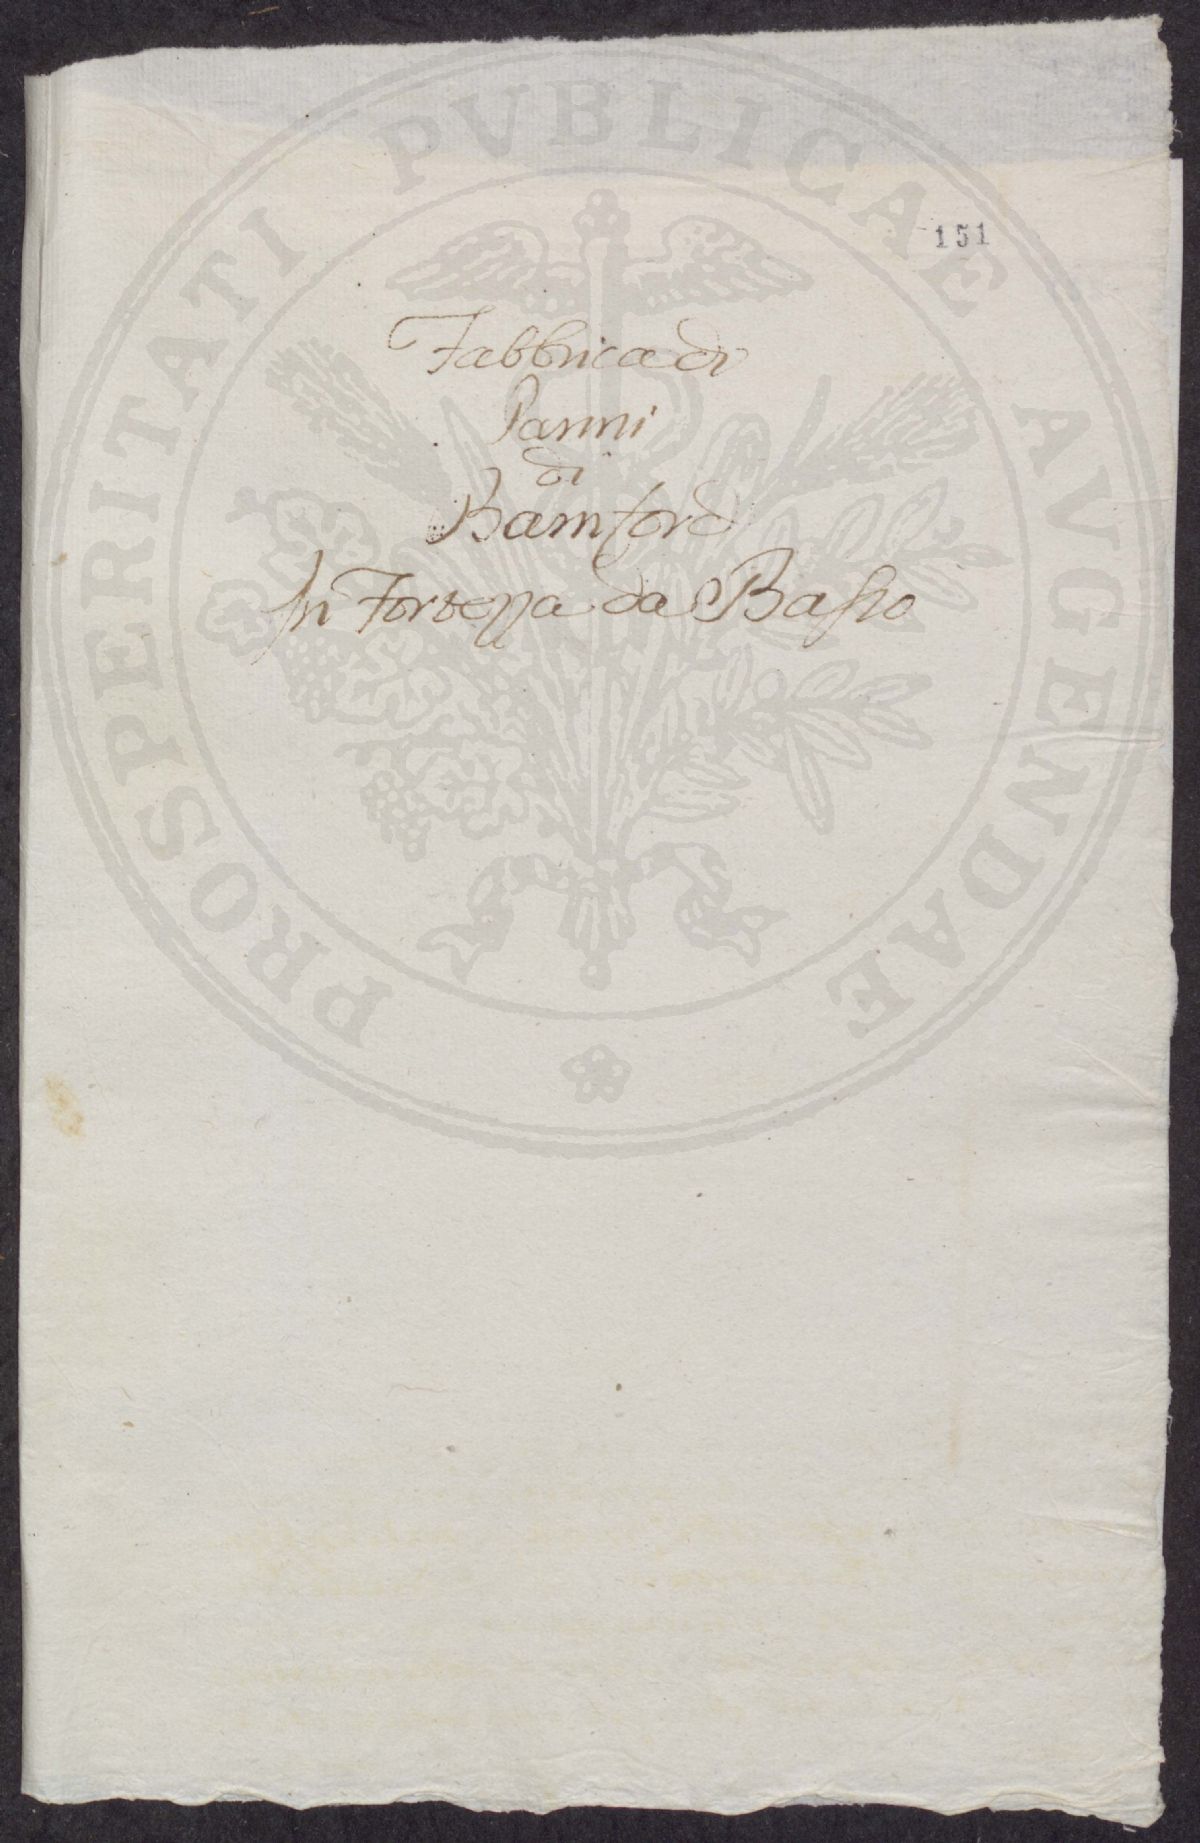 151
Fabbrica di
Panni
di
Bamford
In Fortezza da Basso
PROSPERITATI PVBLICAE AVGENDAE